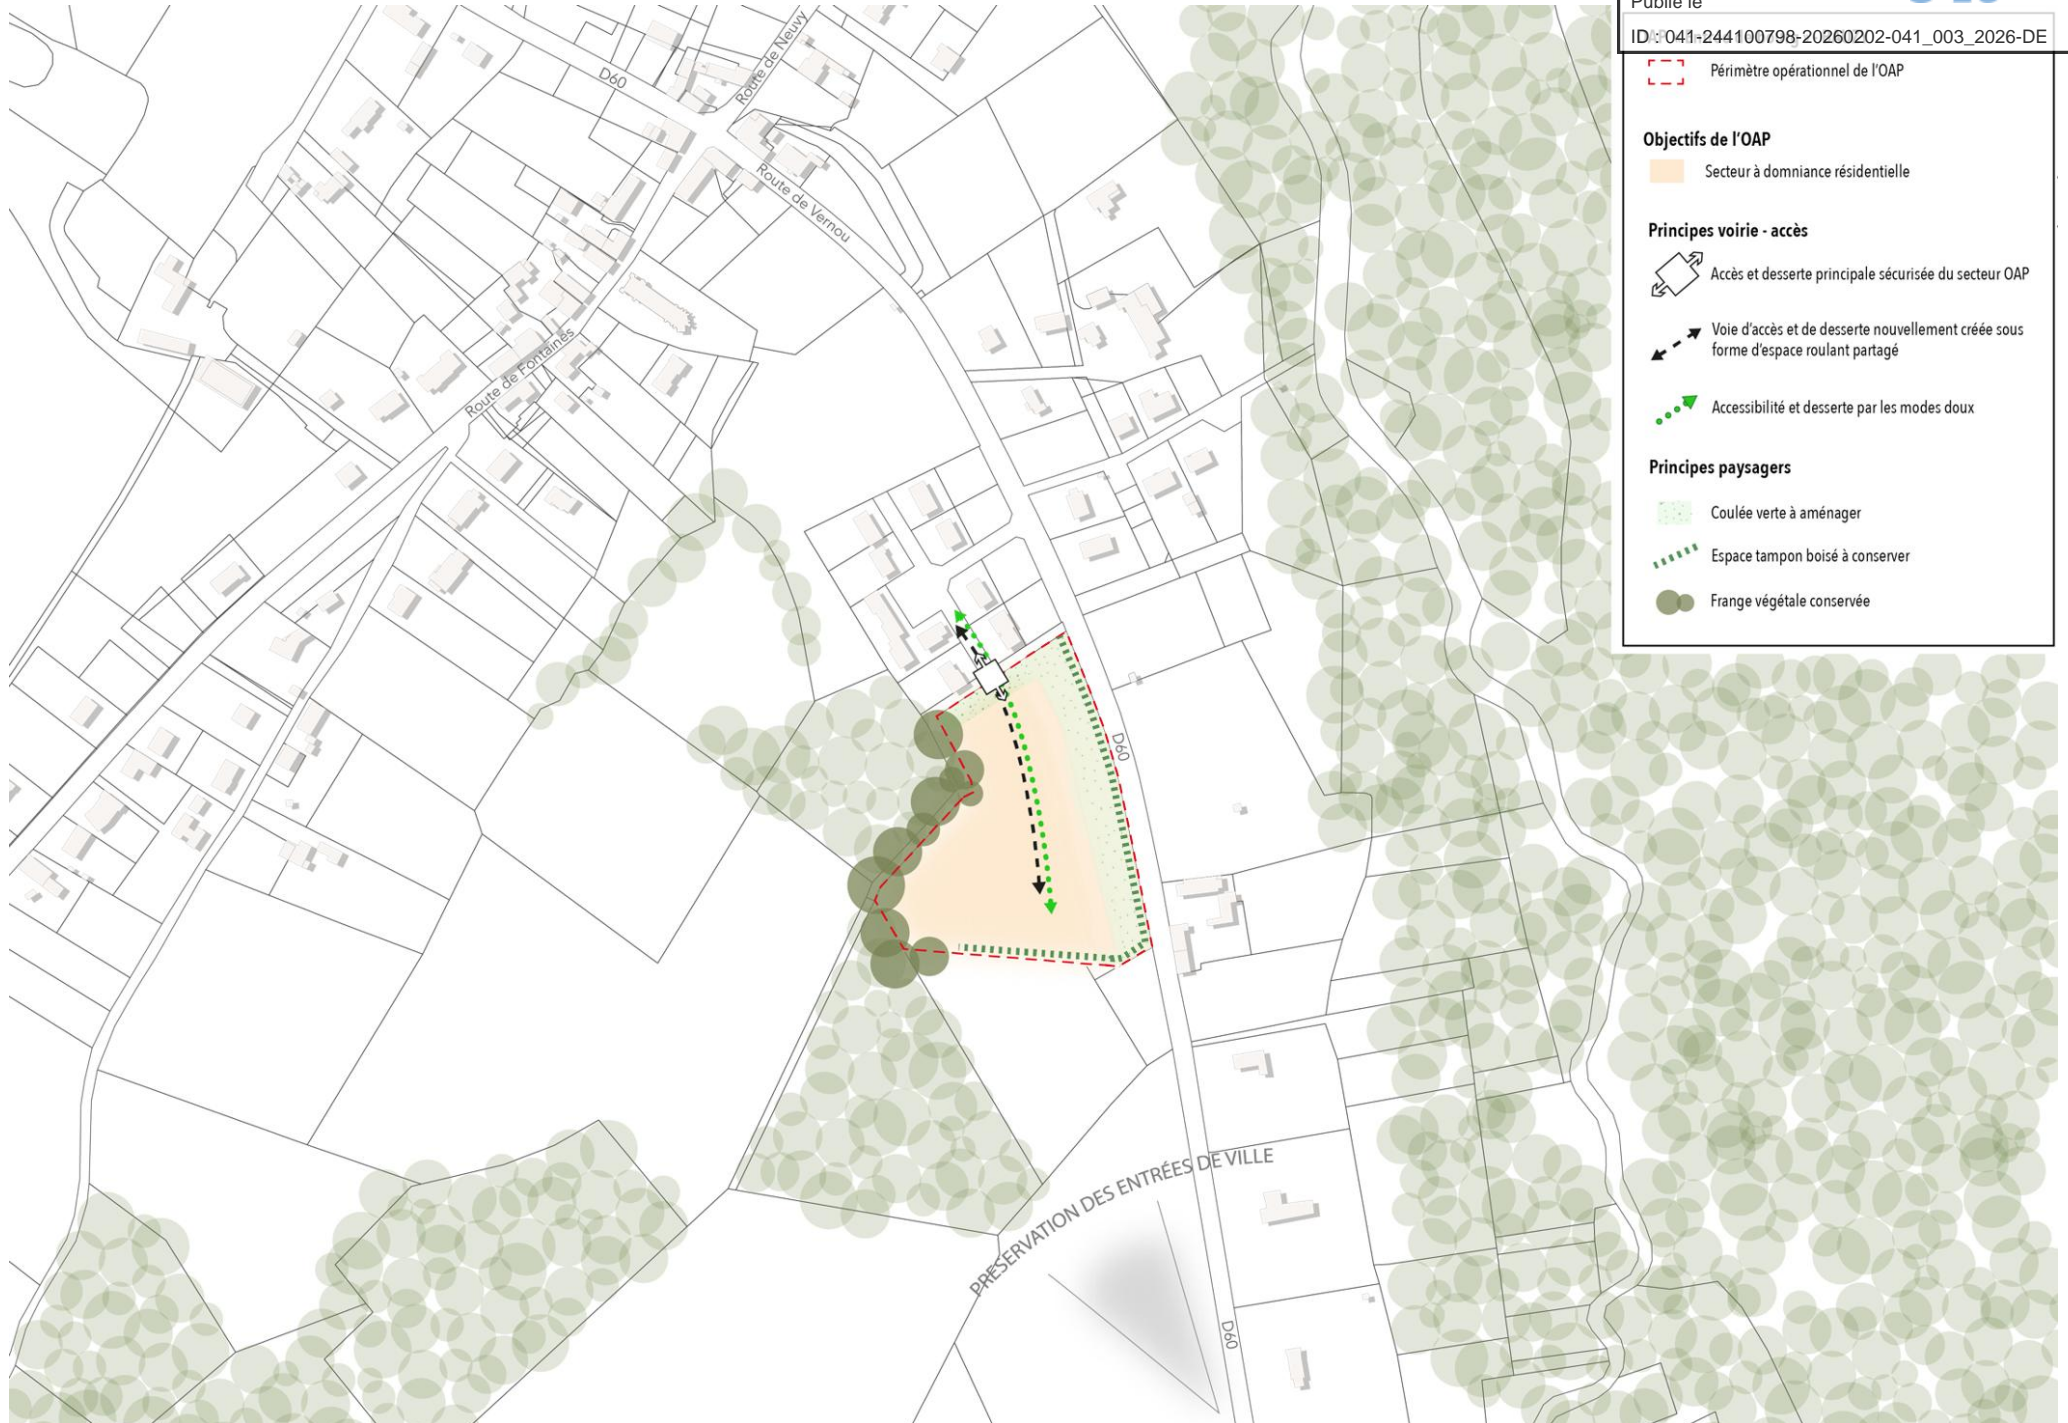 Publié le
ID : 041-244100798-20260202-041_003_2026-DE
Périmètre opérationnel de l'OAP
Objectifs de l'OAP
Secteur à domniance résidentielle
Principes voirie - accès
Accès et desserte principale sécurisée du secteur OAP
Voie d'accès et de desserte nouvellement créée sous
forme d'espace roulant partagé
Accessibilité et desserte par les modes doux
Principes paysagers
Coulée verte à aménager
Espace tampon boisé à conserver
Frange végétale conservée
D60
Route de Neuvy
Route de Vernou
Route de Fontaines
D60
PRÉSERVATION DES ENTRÉES DE VILLE
D60